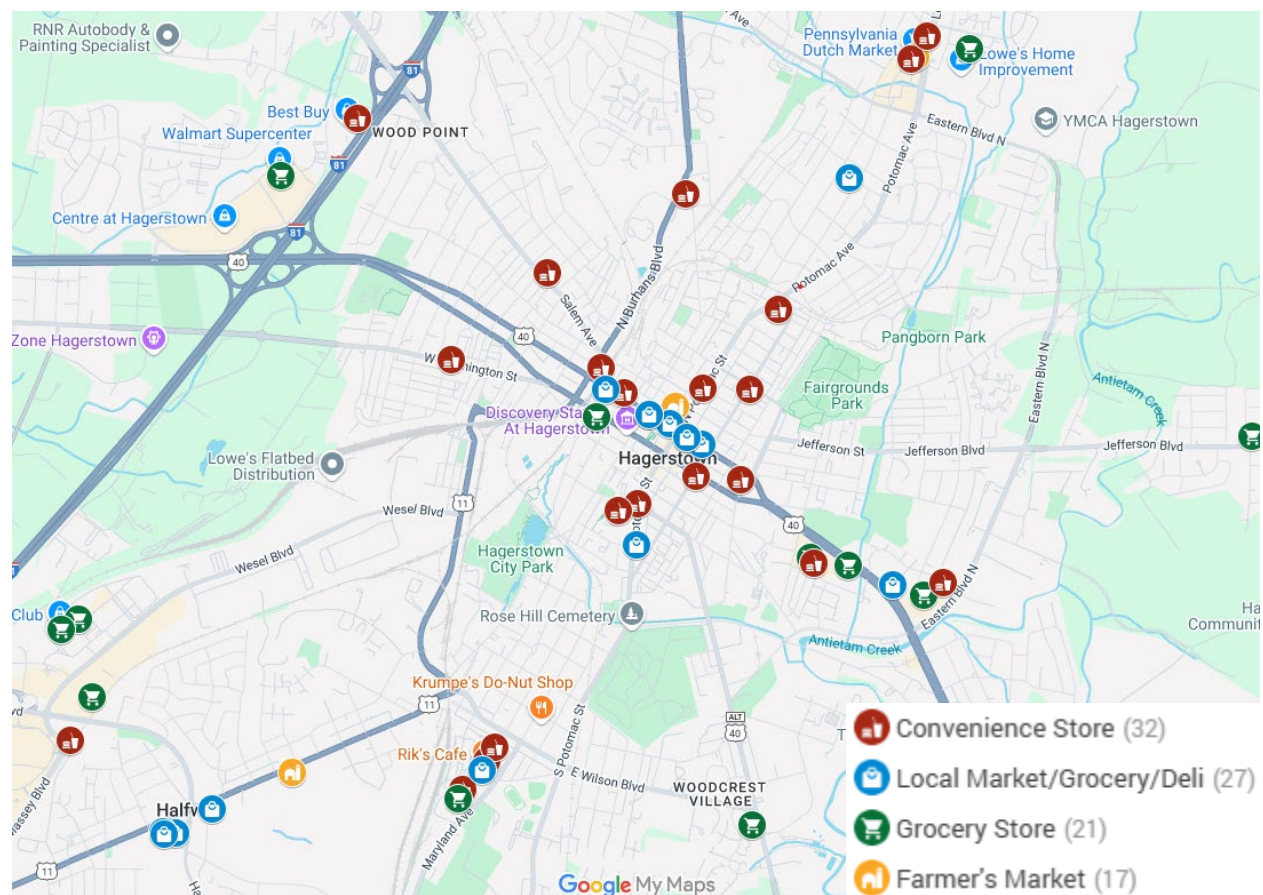 RNR Autobody &
Painting Specialist
Pennsylvania
Dutch Market
Lowe's Home
Improvement
81
Best Buy
WOOD POINT
Walmart Supercenter
Eastern Blvd N
YMCA Hagerstown
81
Potomac Ave
Centre at Hagerstown
81
40
N Burhans Blvd
Potomac Ave
Salem Ave
Zone Hagerstown
40
Pangborn Park
Eastern Blvd N
Antietam Creek
Fairgrounds
Park
At Hagerstown
Jefferson St
Jefferson Blvd
Jefferson Blvd
Hagerstown
Lowe's Flatbed
Distribution
11
Wesel Blvd
40
Wesel Blvd
Hagerstown
City Park
Eastern Blvd N
Club
Rose Hill Cemetery
Antietam Creek
Krumpe's Do-Nut Shop
11
ALT
40
S Potomac St
Rik's Cafe
E Wilson Blvd
WOODCREST
VILLAGE
Maryland Ave
11
Google My Maps
Convenience Store (32)
Local Market/Grocery/Deli (27)
Grocery Store (21)
Farmer's Market (17)